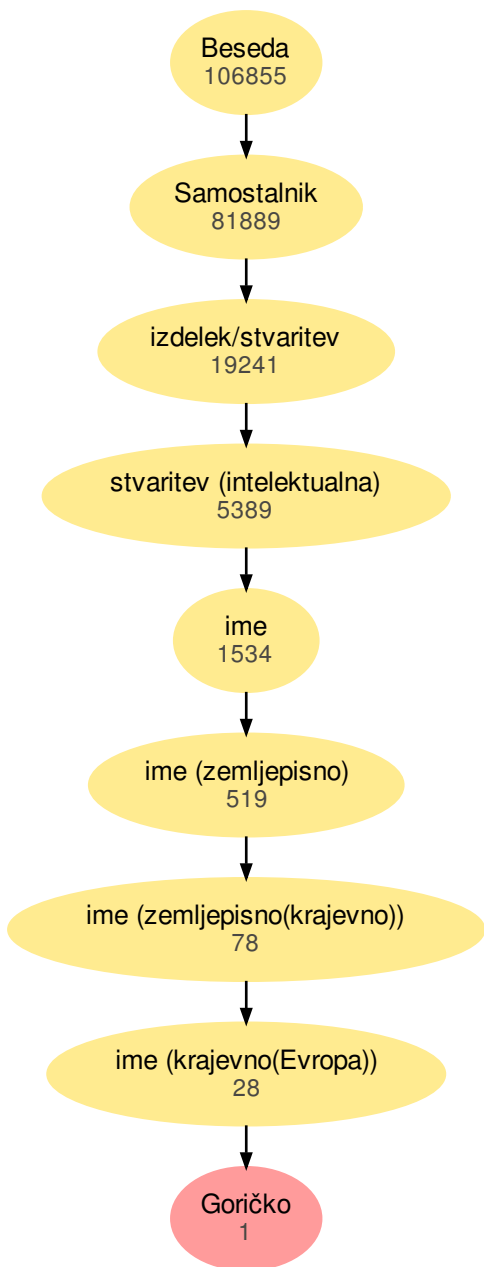 Beseda
106855
Samostalnik
81889
izdelek/stvaritev
19241
stvaritev (intelektualna)
5389
ime
1534
ime (zemljepisno)
519
ime (zemljepisno(krajevno))
78
ime (krajevno(Evropa))
28
Goričko
1